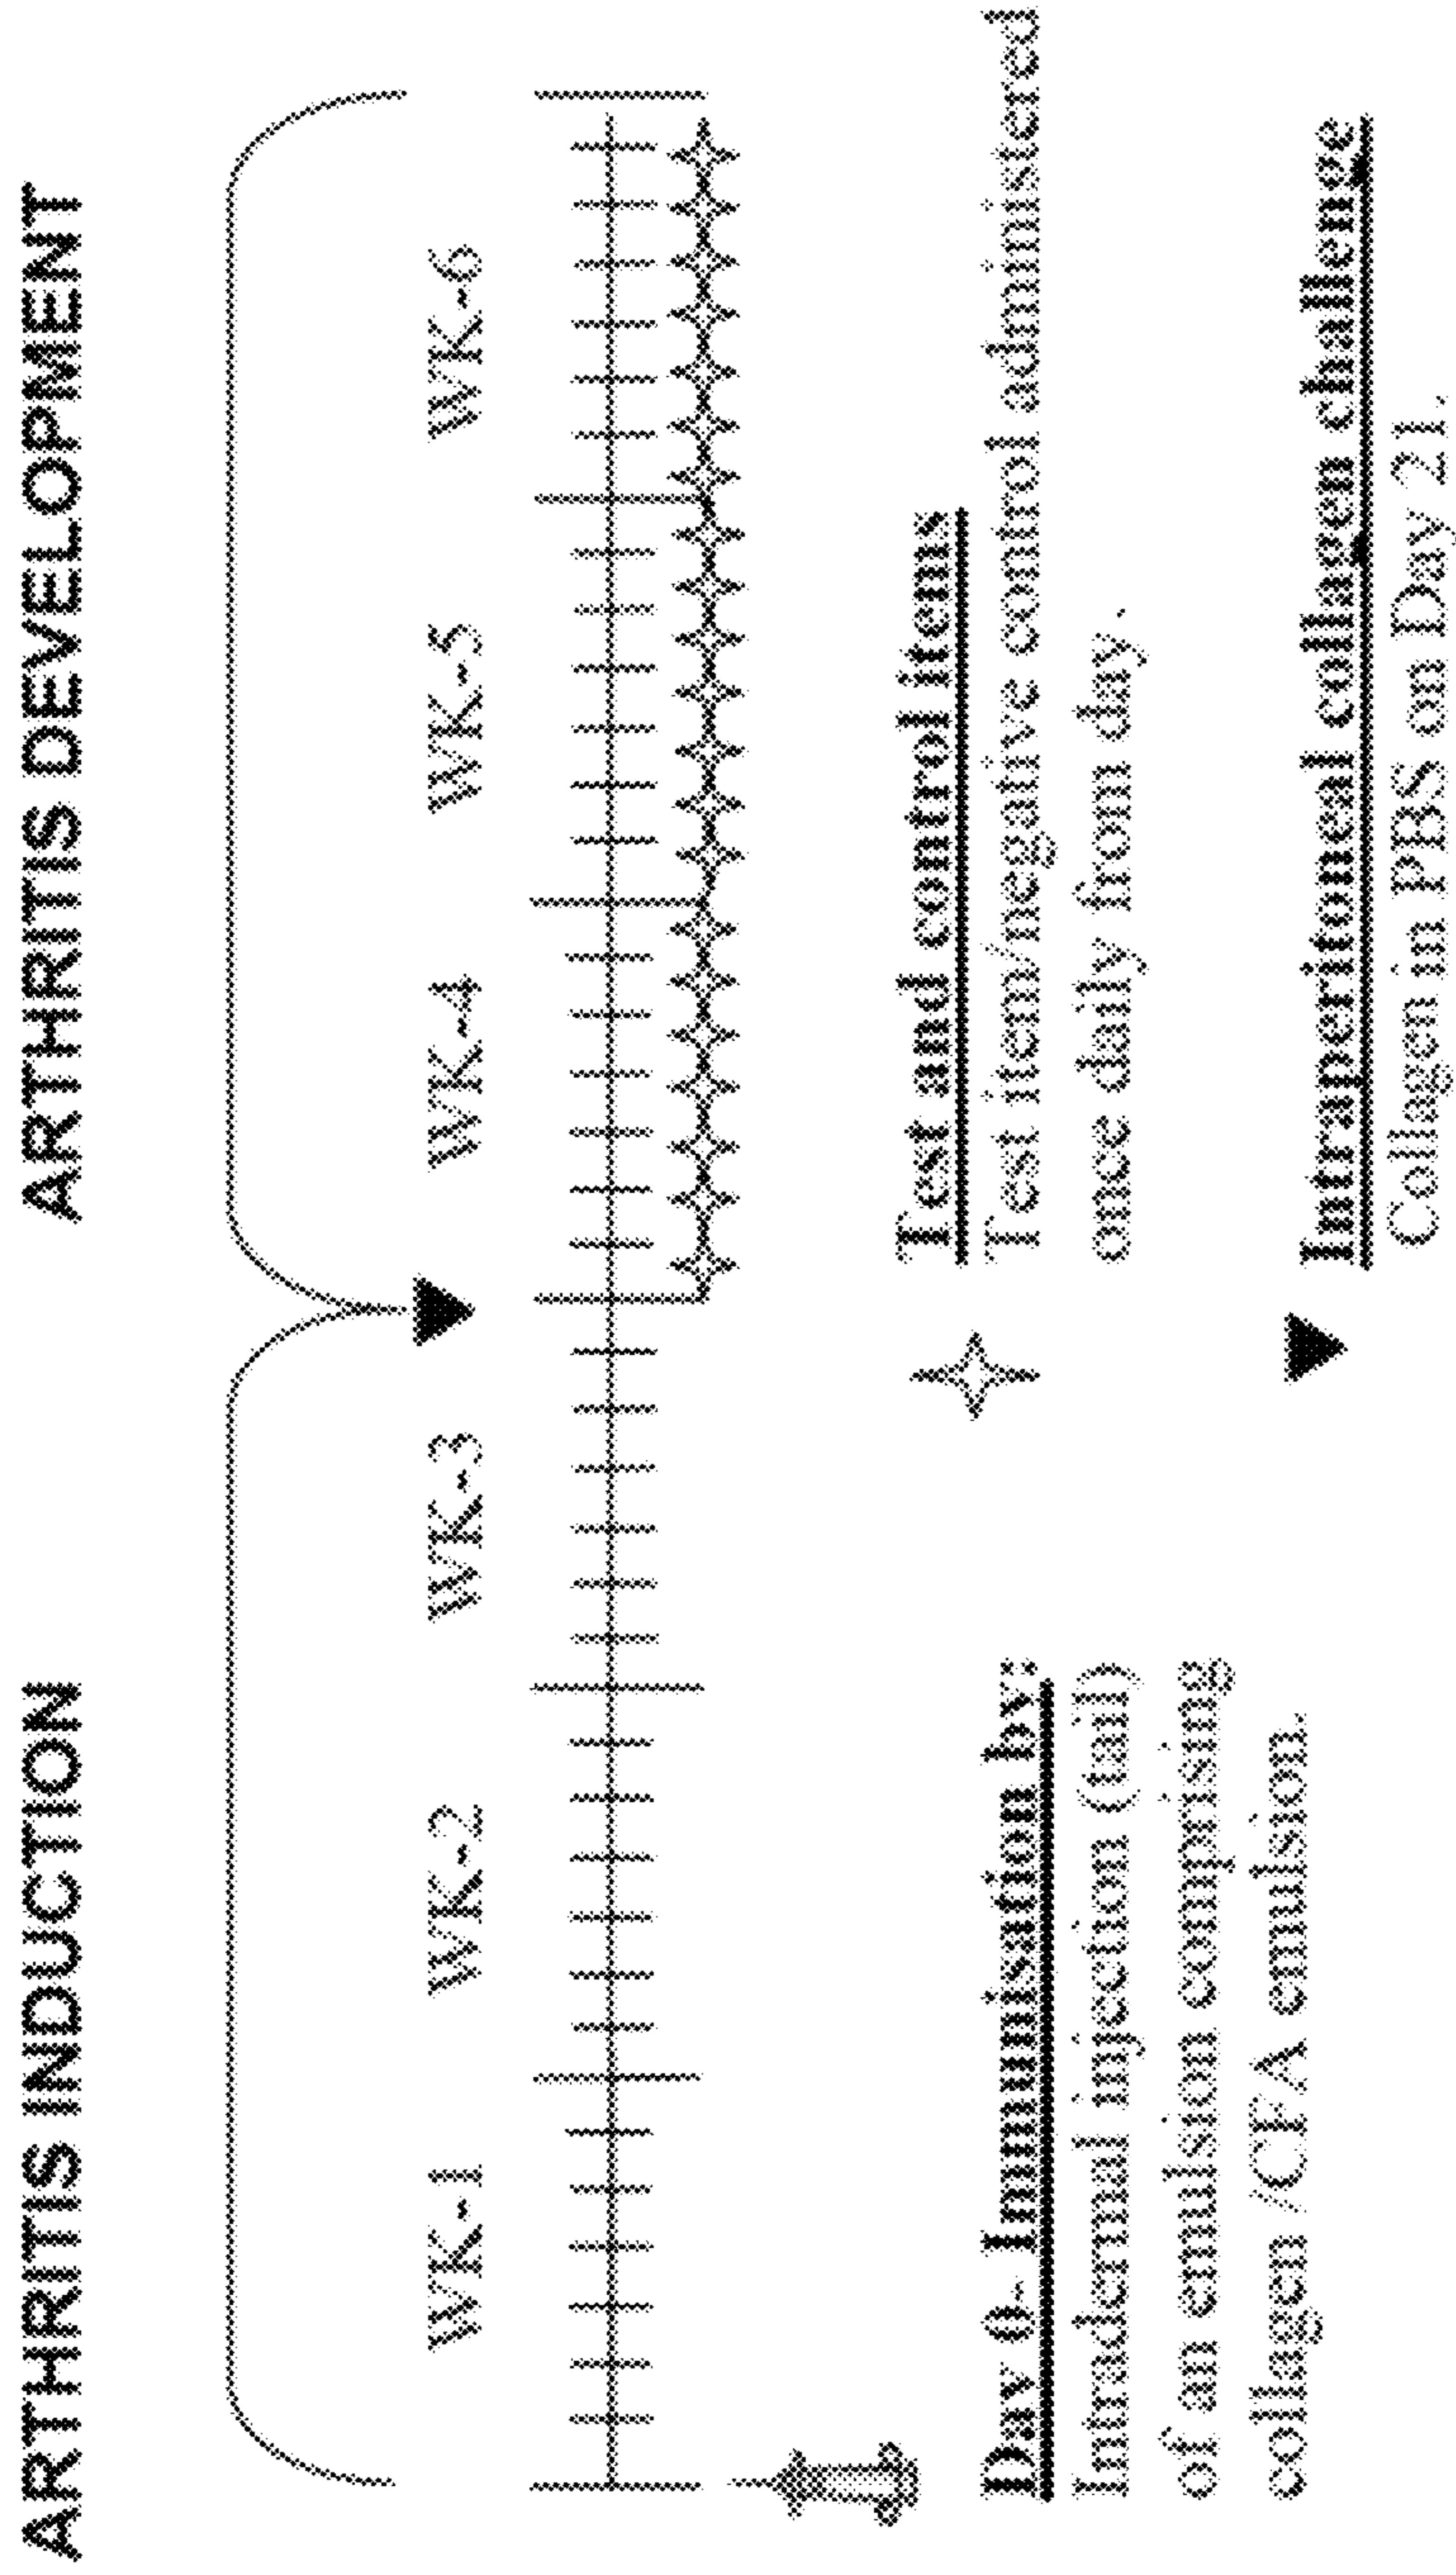 ARTHRITIS INDUCTION
ARTHRITIS DEVELOPMENT
WK-1
WK-2
WK-3
WK-4
WK-5
WK-6
Day 0- Immunisation by:
Intradermal injection (tail)
of an emulsion comprising
collagen /CFA emulsion.
Test and control items
Test item/negative control administered
once daily from day.
Intraperitoneal collagen challenge
Collagen in PBS on Day 21.